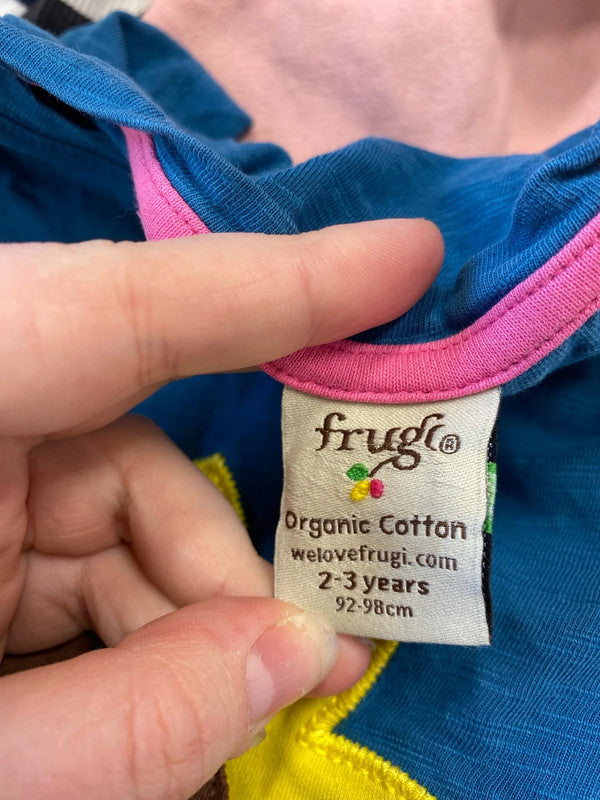 frugi®
Organic Cotton
welovefrugi.com
2-3 years
92-98cm